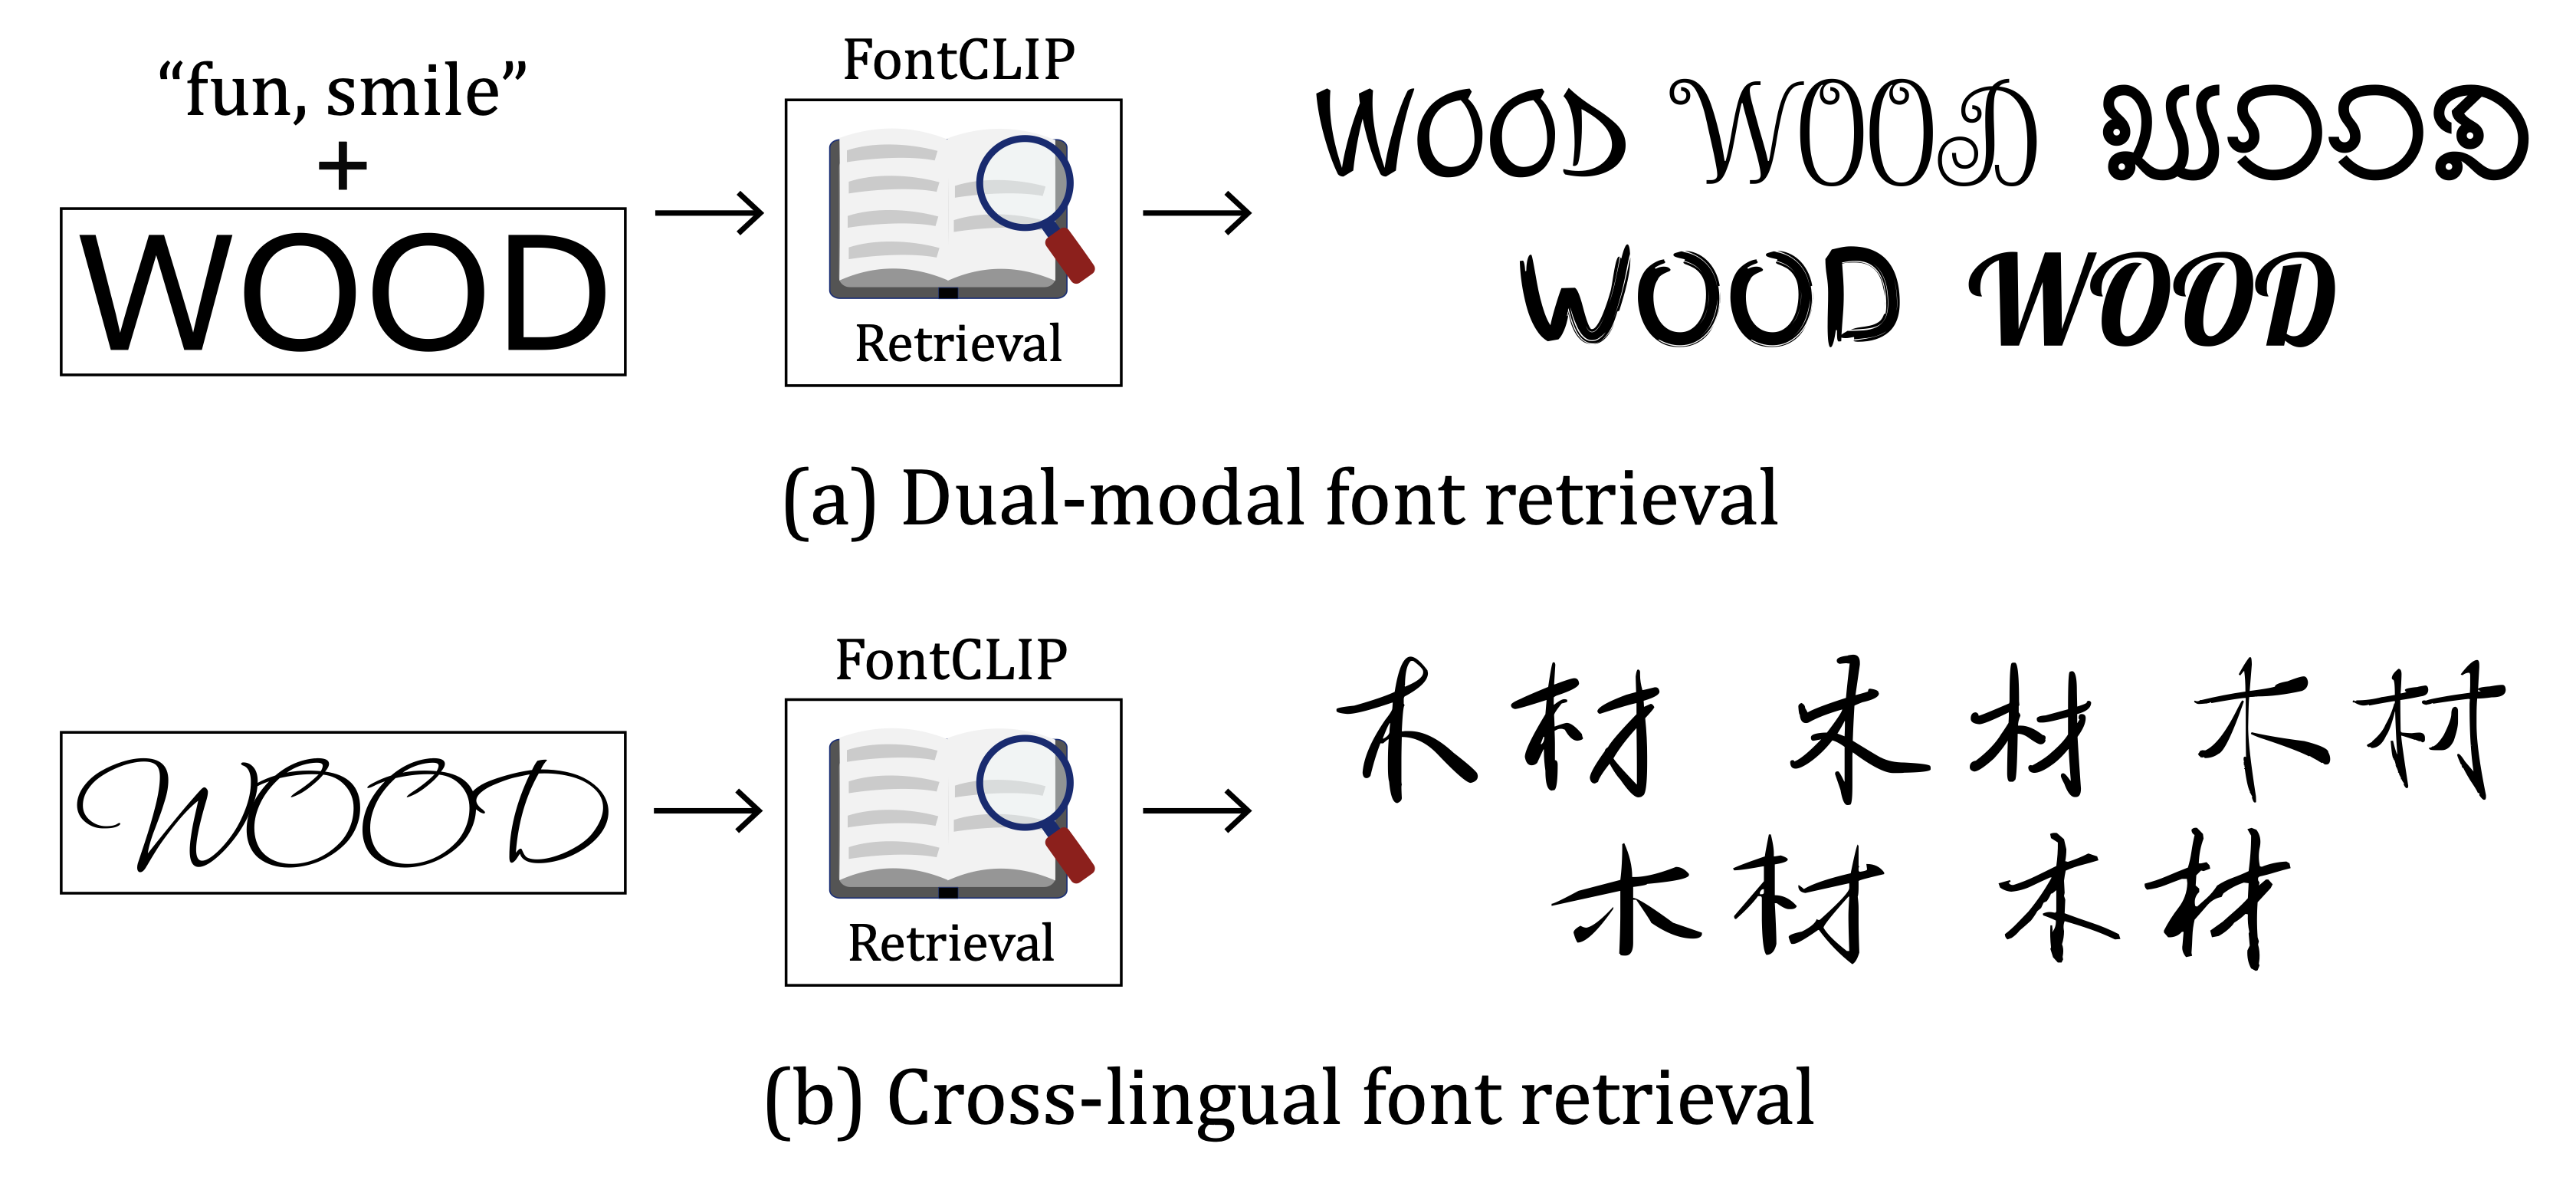 “fun, smile”
+
WOOD
FontCLIP
Retrieval
WOOD WOOD WOOD
WOOD WOOD
(a) Dual-modal font retrieval
WOOD
FontCLIP
Retrieval
木材 木材 木材
木材 木材
(b) Cross-lingual font retrieval